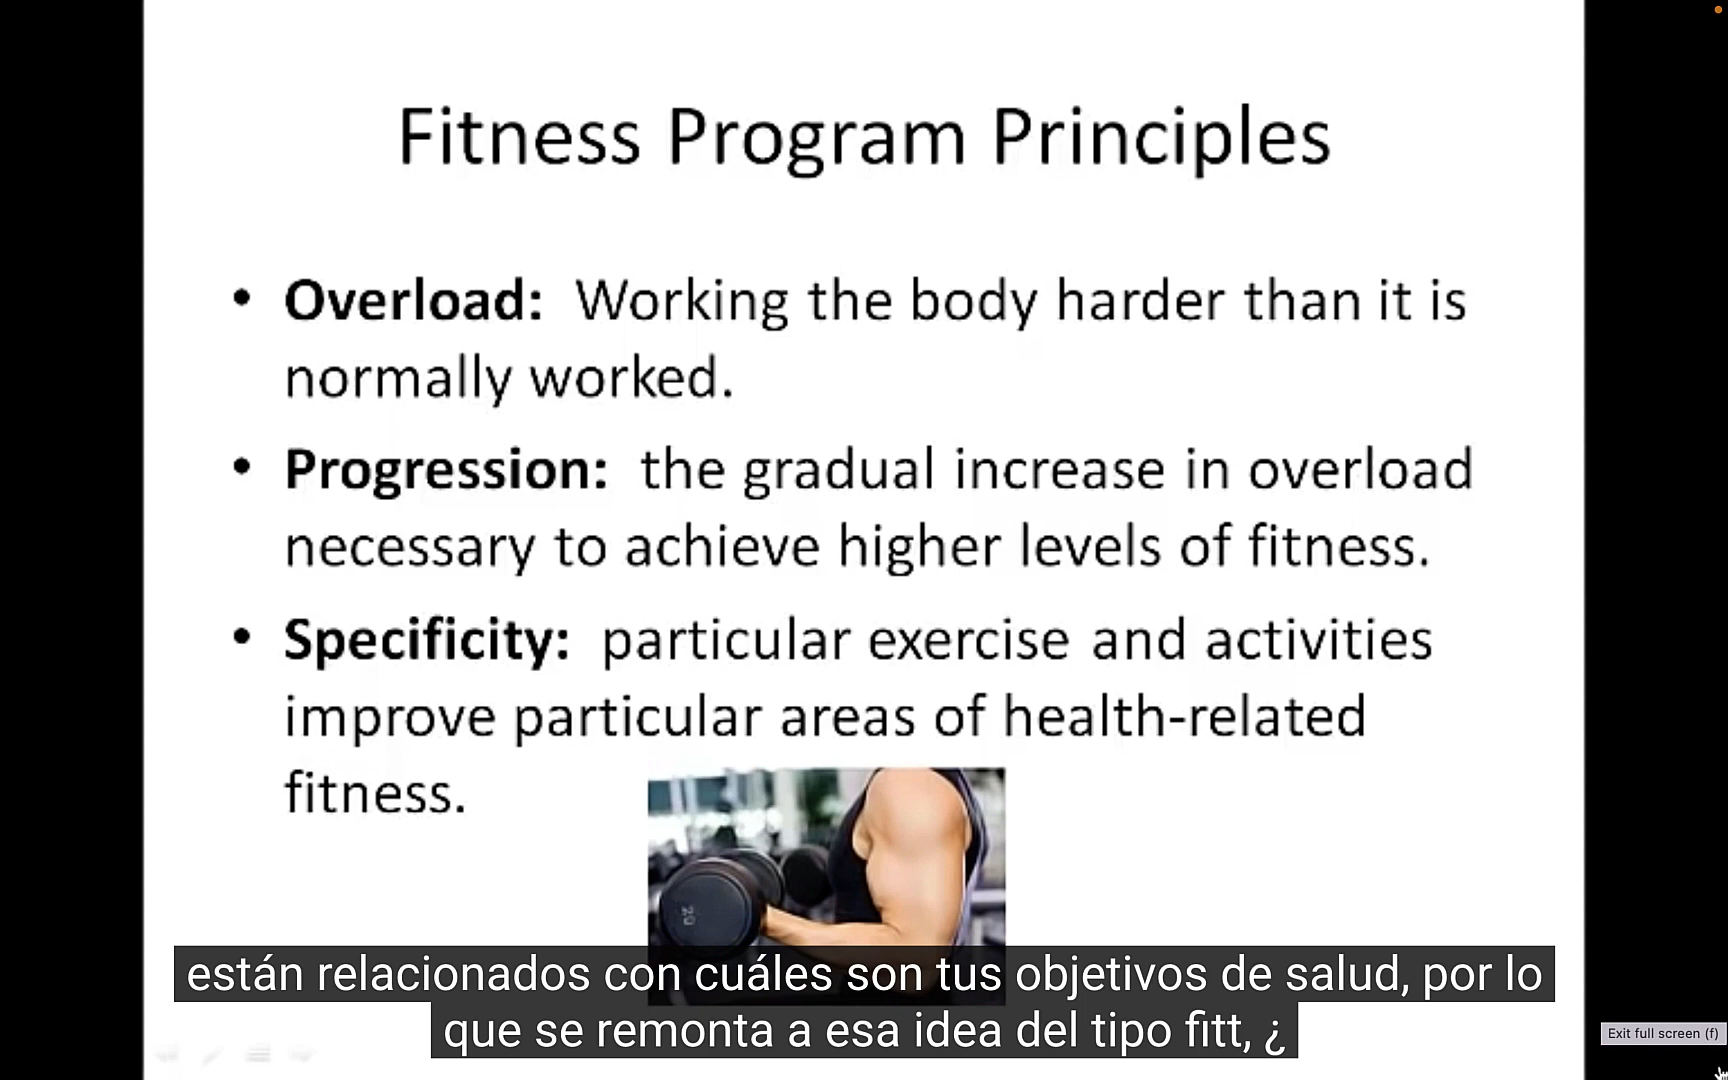 Fitness Program Principles
• Overload: Working the body harder than it is
normally worked.
• Progression: the gradual increase in overload
necessary to achieve higher levels of fitness.
• Specificity: particular exercise and activities
improve particular areas of health-related
fitness.
20
están relacionados con cuáles son tus objetivos de salud, por lo
que se remonta a esa idea del tipo fitt, ¿
Exit full screen (f)